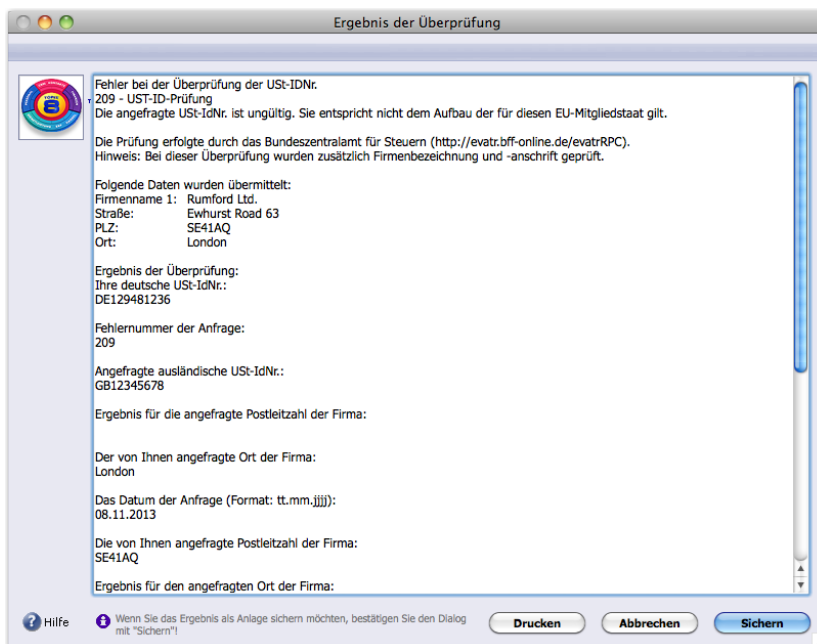 Ergebnis der Überprüfung
Fehler bei der Überprüfung der USt-IDNr.
209 - UST-ID-Prüfung
Die angefragte USt-IdNr. ist ungültig. Sie entspricht nicht dem Aufbau der für diesen EU-Mitgliedstaat gilt.
Die Prüfung erfolgte durch das Bundeszentralamt für Steuern (http://evatr.bff-online.de/evatrRPC).
Hinweis: Bei dieser Überprüfung wurden zusätzlich Firmenbezeichnung und -anschrift geprüft.
Folgende Daten wurden übermittelt:
Firmenname 1: Rumford Ltd.
Straße: Ewhurst Road 63
PLZ: SE41AQ
Ort: London
Ergebnis der Überprüfung:
Ihre deutsche USt-IdNr.:
DE129481236
Fehlernummer der Anfrage:
209
Angefragte ausländische USt-IdNr.:
GB12345678
Ergebnis für die angefragte Postleitzahl der Firma:
Der von Ihnen angefragte Ort der Firma:
London
Das Datum der Anfrage (Format: tt.mm.jjjj):
08.11.2013
Die von Ihnen angefragte Postleitzahl der Firma:
SE41AQ
Ergebnis für den angefragten Ort der Firma:
Hilfe
Wenn Sie das Ergebnis als Anlage sichern möchten, bestätigen Sie den Dialog
mit "Sichern"!
Drucken
Abbrechen
Sichern